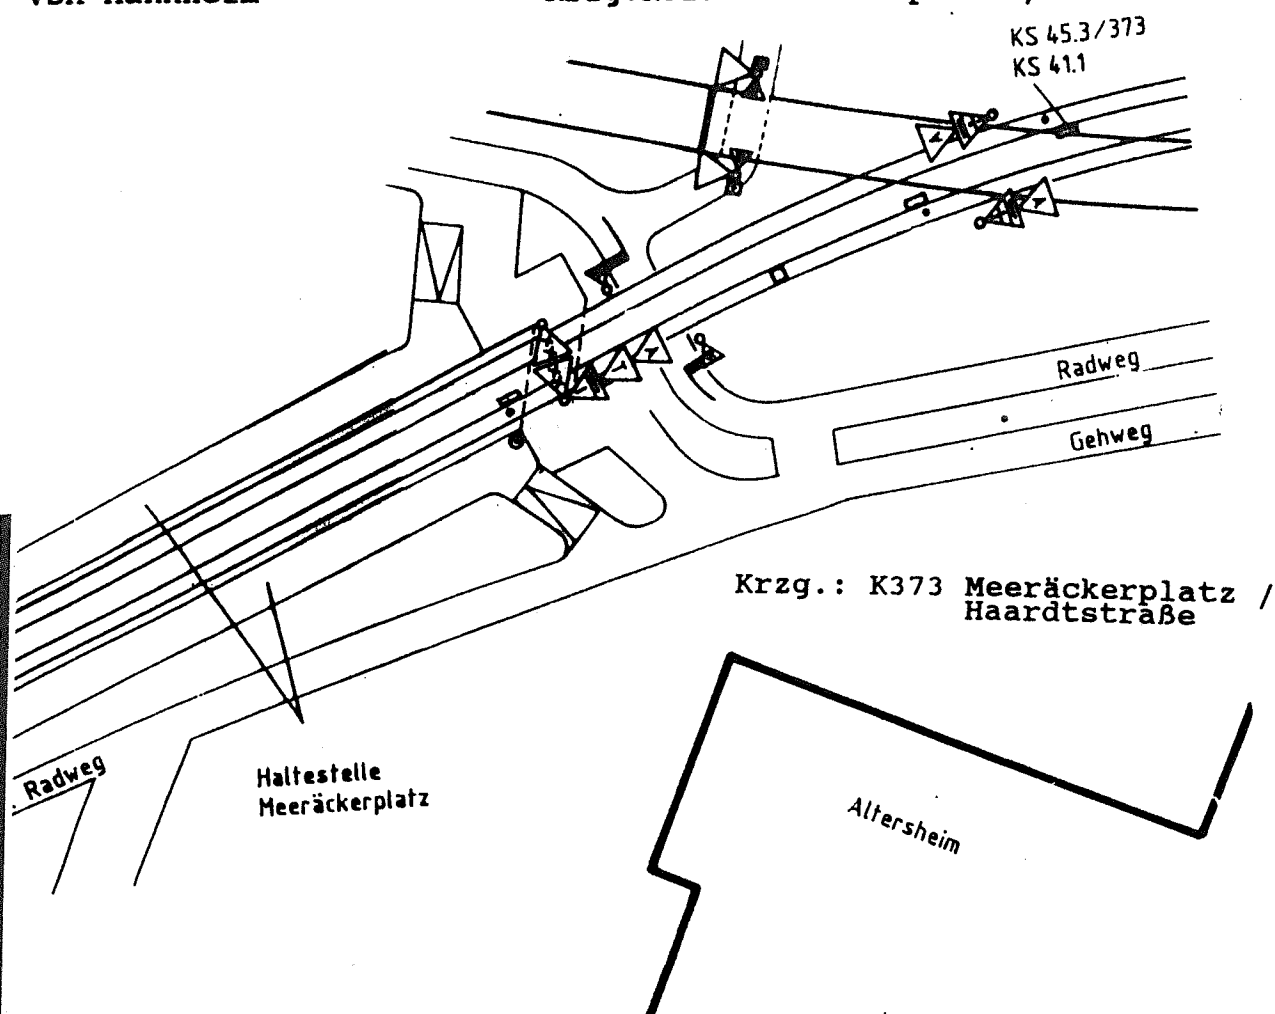 KS 45.3/373
KS 41.1
Radweg
Gehweg
Krzg.: K373 Meeräckerplatz /
Haardtstraße
Radweg
Haltestelle
Meeräckerplatz
Altersheim